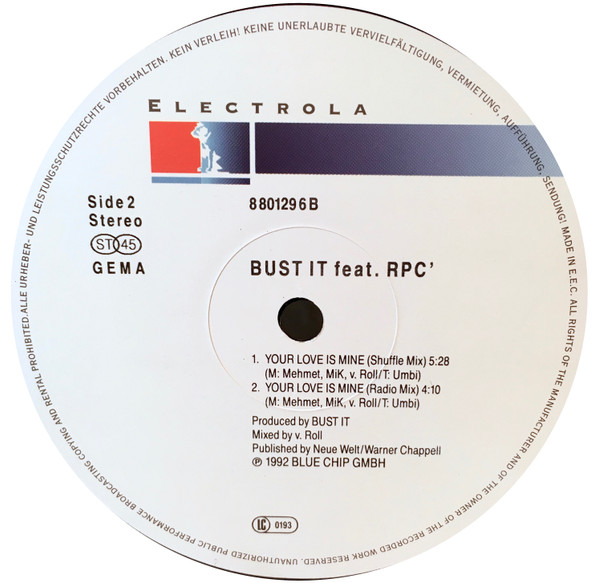 ELECTROLA
Side 2
Stereo
ST 45
GEMA
8801296B
BUST IT feat. RPC'
1. YOUR LOVE IS MINE (Shuffle Mix) 5:28
(M: Mehmet, MiK, v. Roll/T: Umbi)
2. YOUR LOVE IS MINE (Radio Mix) 4:10
(M: Mehmet, MiK, v. Roll/T: Umbi)
Produced by BUST IT
Mixed by v. Roll
Published by Neue Welt/Warner Chappell
℗ 1992 BLUE CHIP GMBH
LC 0193
ALLE URHEBER- UND LEISTUNGSSCHUTZRECHTE VORBEHALTEN. KEIN VERLEIH! KEINE UNERLAUBTE VERVIELFÄLTIGUNG, VERMIETUNG, AUFFÜHRUNG, SENDUNG! MADE IN E.E.C. ALL RIGHTS OF THE MANUFACTURER AND OF THE OWNER OF THE RECORDED WORK RESERVED. UNAUTHORIZED PUBLIC PERFORMANCE BROADCASTING COPYING AND RENTAL PROHIBITED.